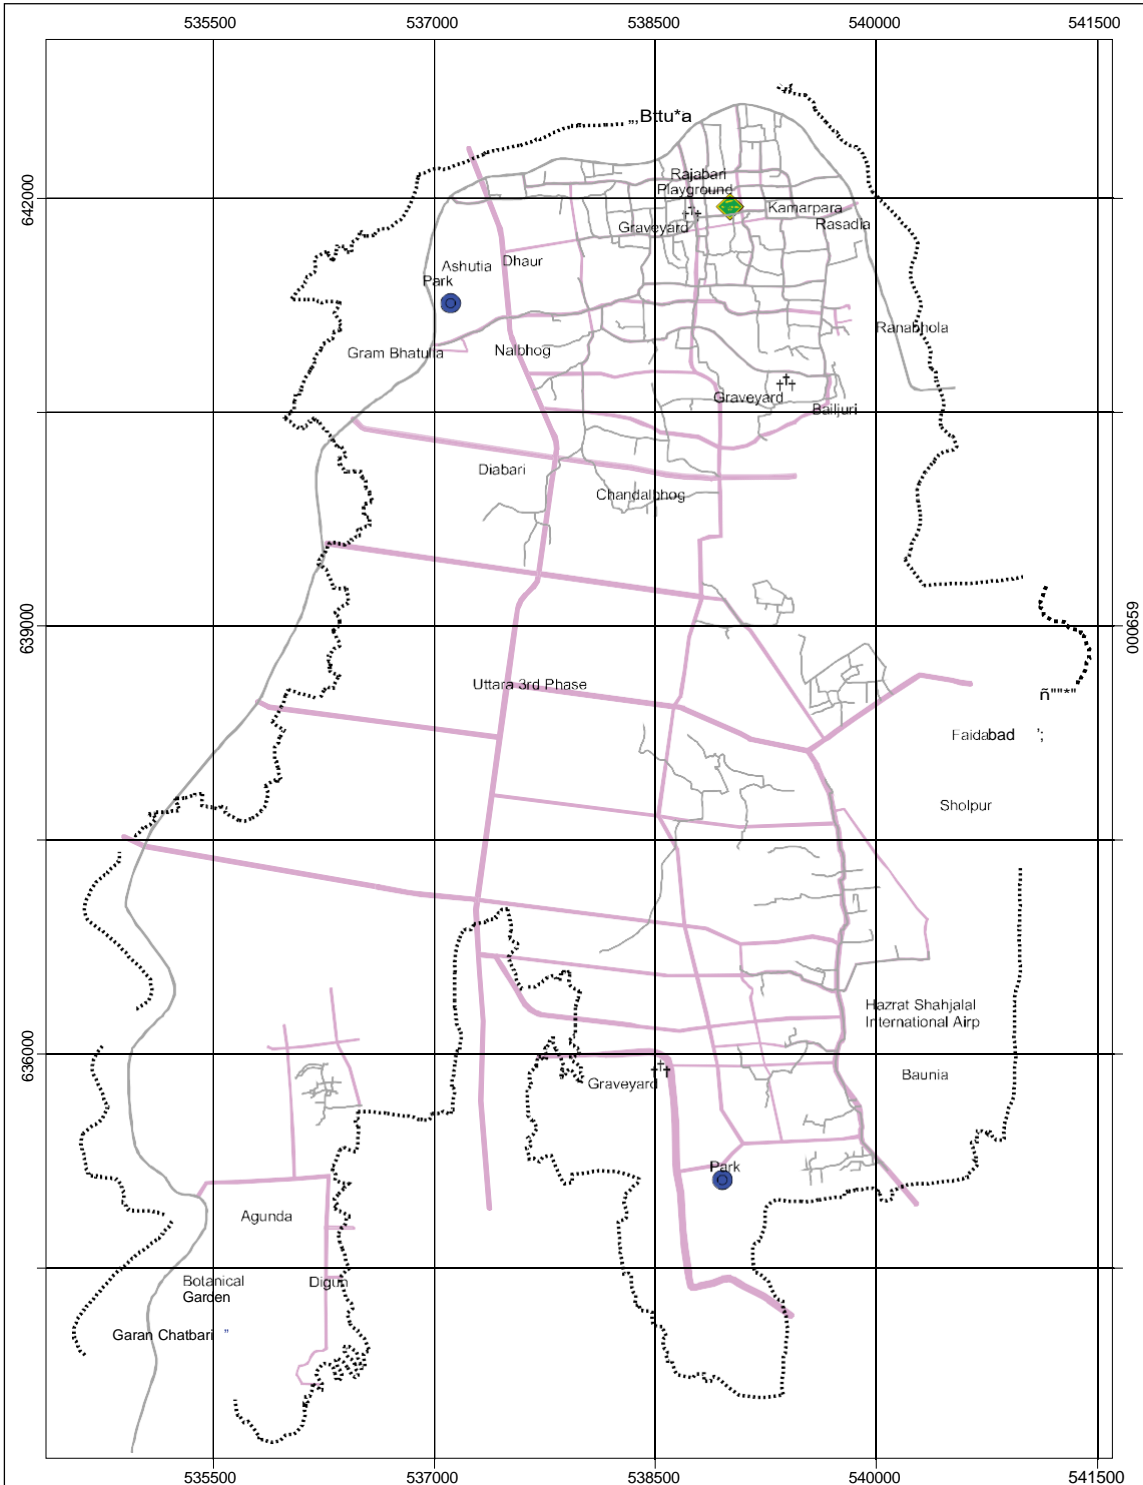 535500 537000 538500 540000 541500
„,Bttu*a
Rajabari
Playground
642000
Kamarpara
Graveyard
Rasadia
Dhaur
Ashutia
Park
Ranabhola
Gram Bhatulia
Nalbhog
Graveyard
Bailjuri
Diabari
Chandalbhog
639000
000659
Uttara 3rd Phase
ñ""*"
Faidabad ';
Sholpur
Hazrat Shahjalal
International Airp
636000
Graveyard
Baunia
Park
Agunda
Botanical
Garden
Digun
Garan Chatbari "
535500 537000 538500 540000 541500